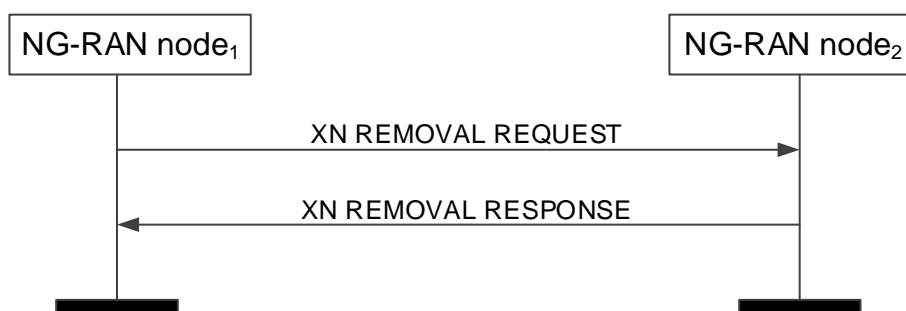 NG-RAN node₁
NG-RAN node₂
XN REMOVAL REQUEST
XN REMOVAL RESPONSE